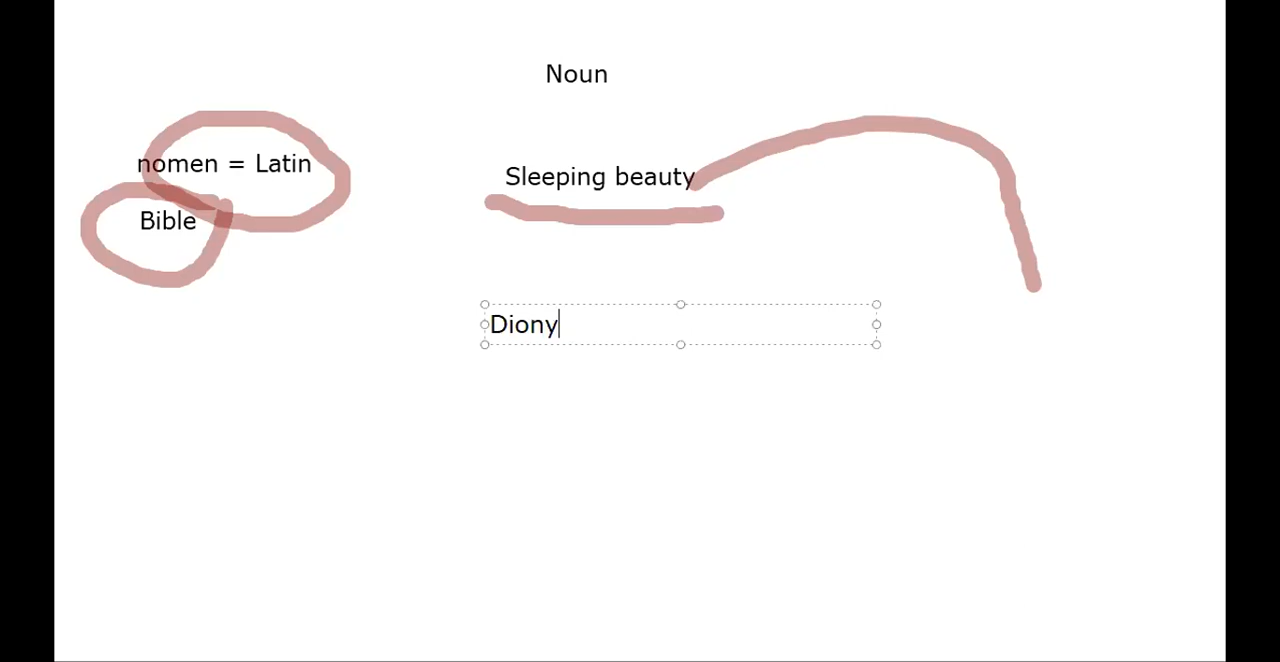 Noun
nomen = Latin
Sleeping beauty
Bible
Diony